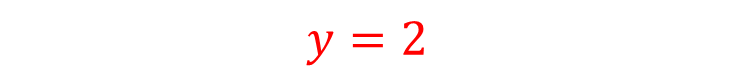 y = 2